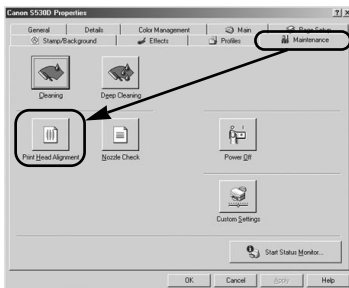 Canon S530D Properties
General Details Color Management Main Page Setup
Stamp/Background Effects Profiles Maintenance
Cleaning Deep Cleaning
Print Head Alignment Nozzle Check Power Off
Custom Settings
Start Status Monitor...
OK Cancel Apply Help